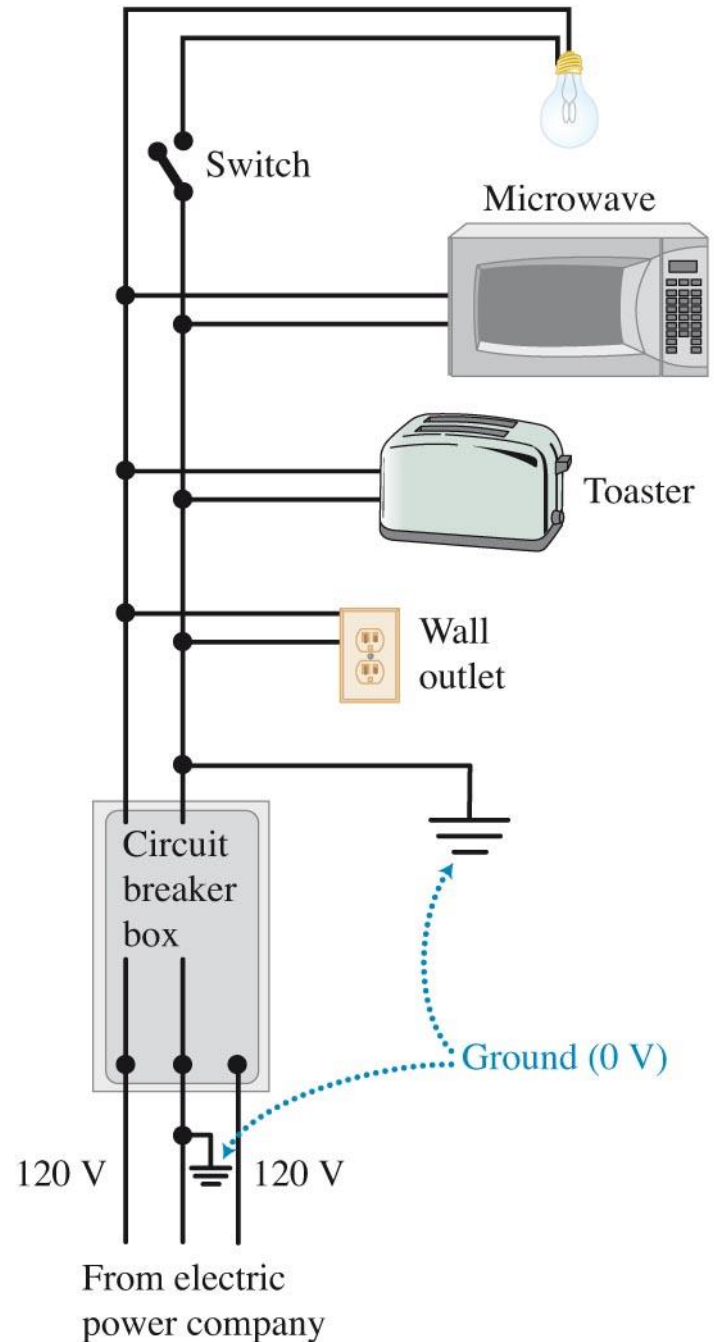 Switch
Microwave
Toaster
Wall
outlet
Circuit
breaker
box
Ground (0 V)
120 V
120 V
From electric
power company